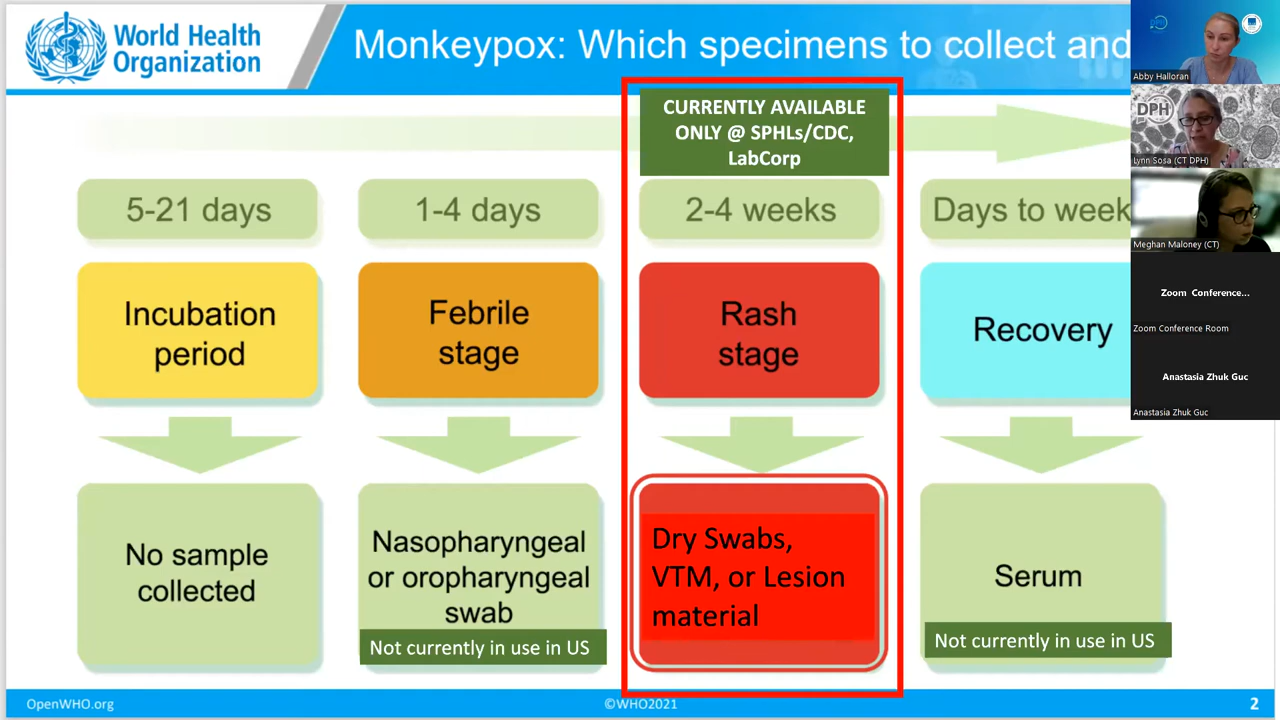 World Health
Organization
Monkeypox: Which specimens to collect and
CURRENTLY AVAILABLE
ONLY @ SPHLs/CDC,
LabCorp
5-21 days
1-4 days
2-4 weeks
Days to week
Incubation
period
Febrile
stage
Rash
stage
Recovery
No sample
collected
Nasopharyngeal
or oropharyngeal
swab
Not currently in use in US
Dry Swabs,
VTM, or Lesion
material
Serum
Not currently in use in US
OpenWHO.org
©WHO2021
2
DPH
Abby Halloran
DPH
Lynn Sosa (CT DPH)
Meghan Maloney (CT)
Zoom Conference...
Zoom Conference Room
Anastasia Zhuk Guc
Anastasia Zhuk Guc